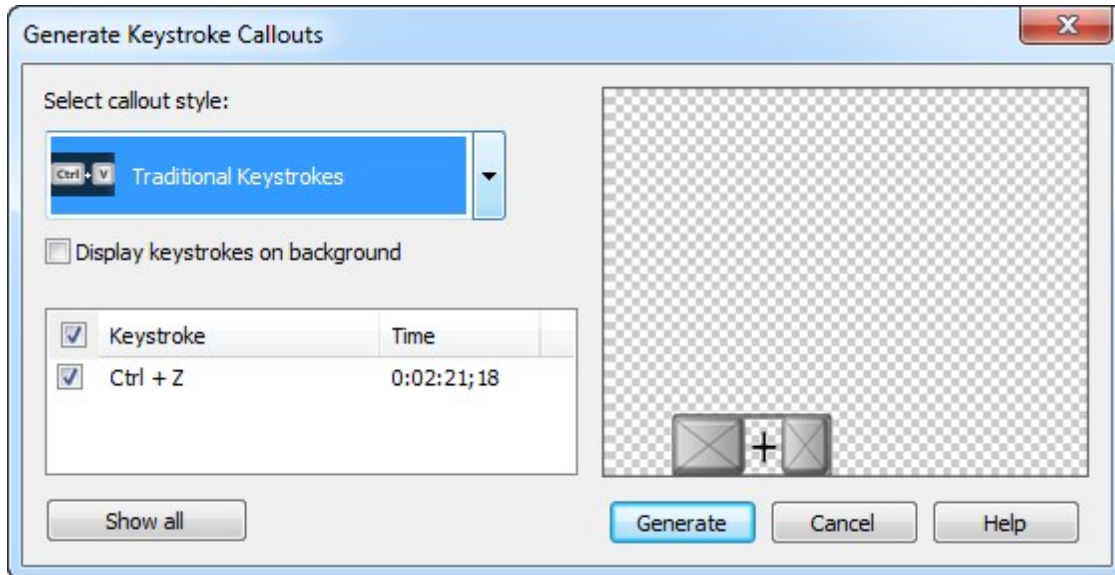 Generate Keystroke Callouts
Select callout style:
Ctrl + V Traditional Keystrokes
Display keystrokes on background
Keystroke Time
Ctrl + Z 0:02:21;18
+
Show all Generate Cancel Help